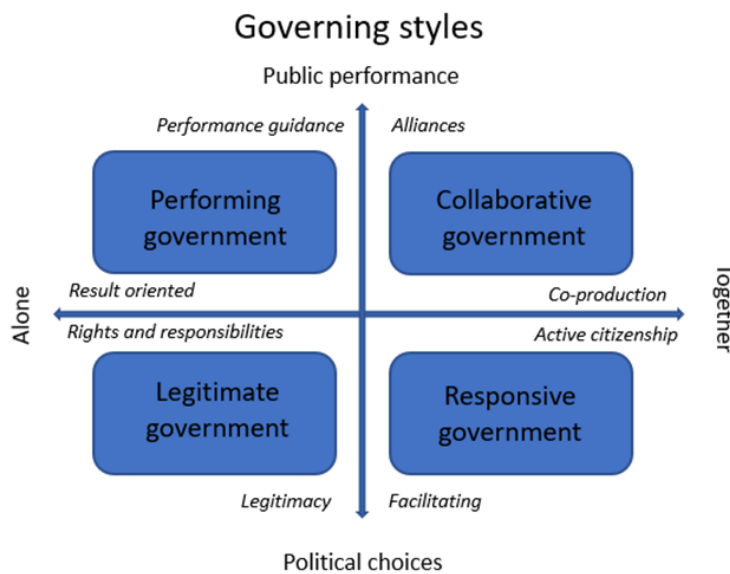 Governing styles
Public performance
Performance guidance
Alliances
Performing
government
Collaborative
government
Result oriented
Co-production
Alone
Together
Rights and responsibilities
Active citizenship
Legitimate
government
Responsive
government
Legitimacy
Facilitating
Political choices